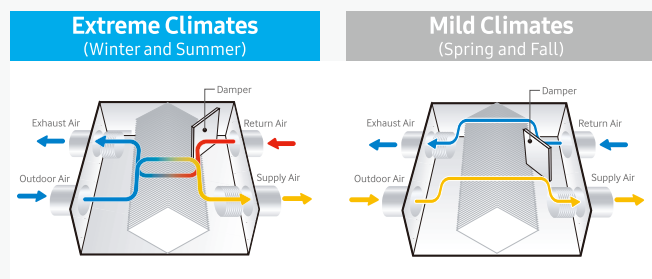 Extreme Climates
(Winter and Summer)
Damper
Exhaust Air
Return Air
Outdoor Air
Supply Air
Mild Climates
(Spring and Fall)
Damper
Exhaust Air
Return Air
Outdoor Air
Supply Air